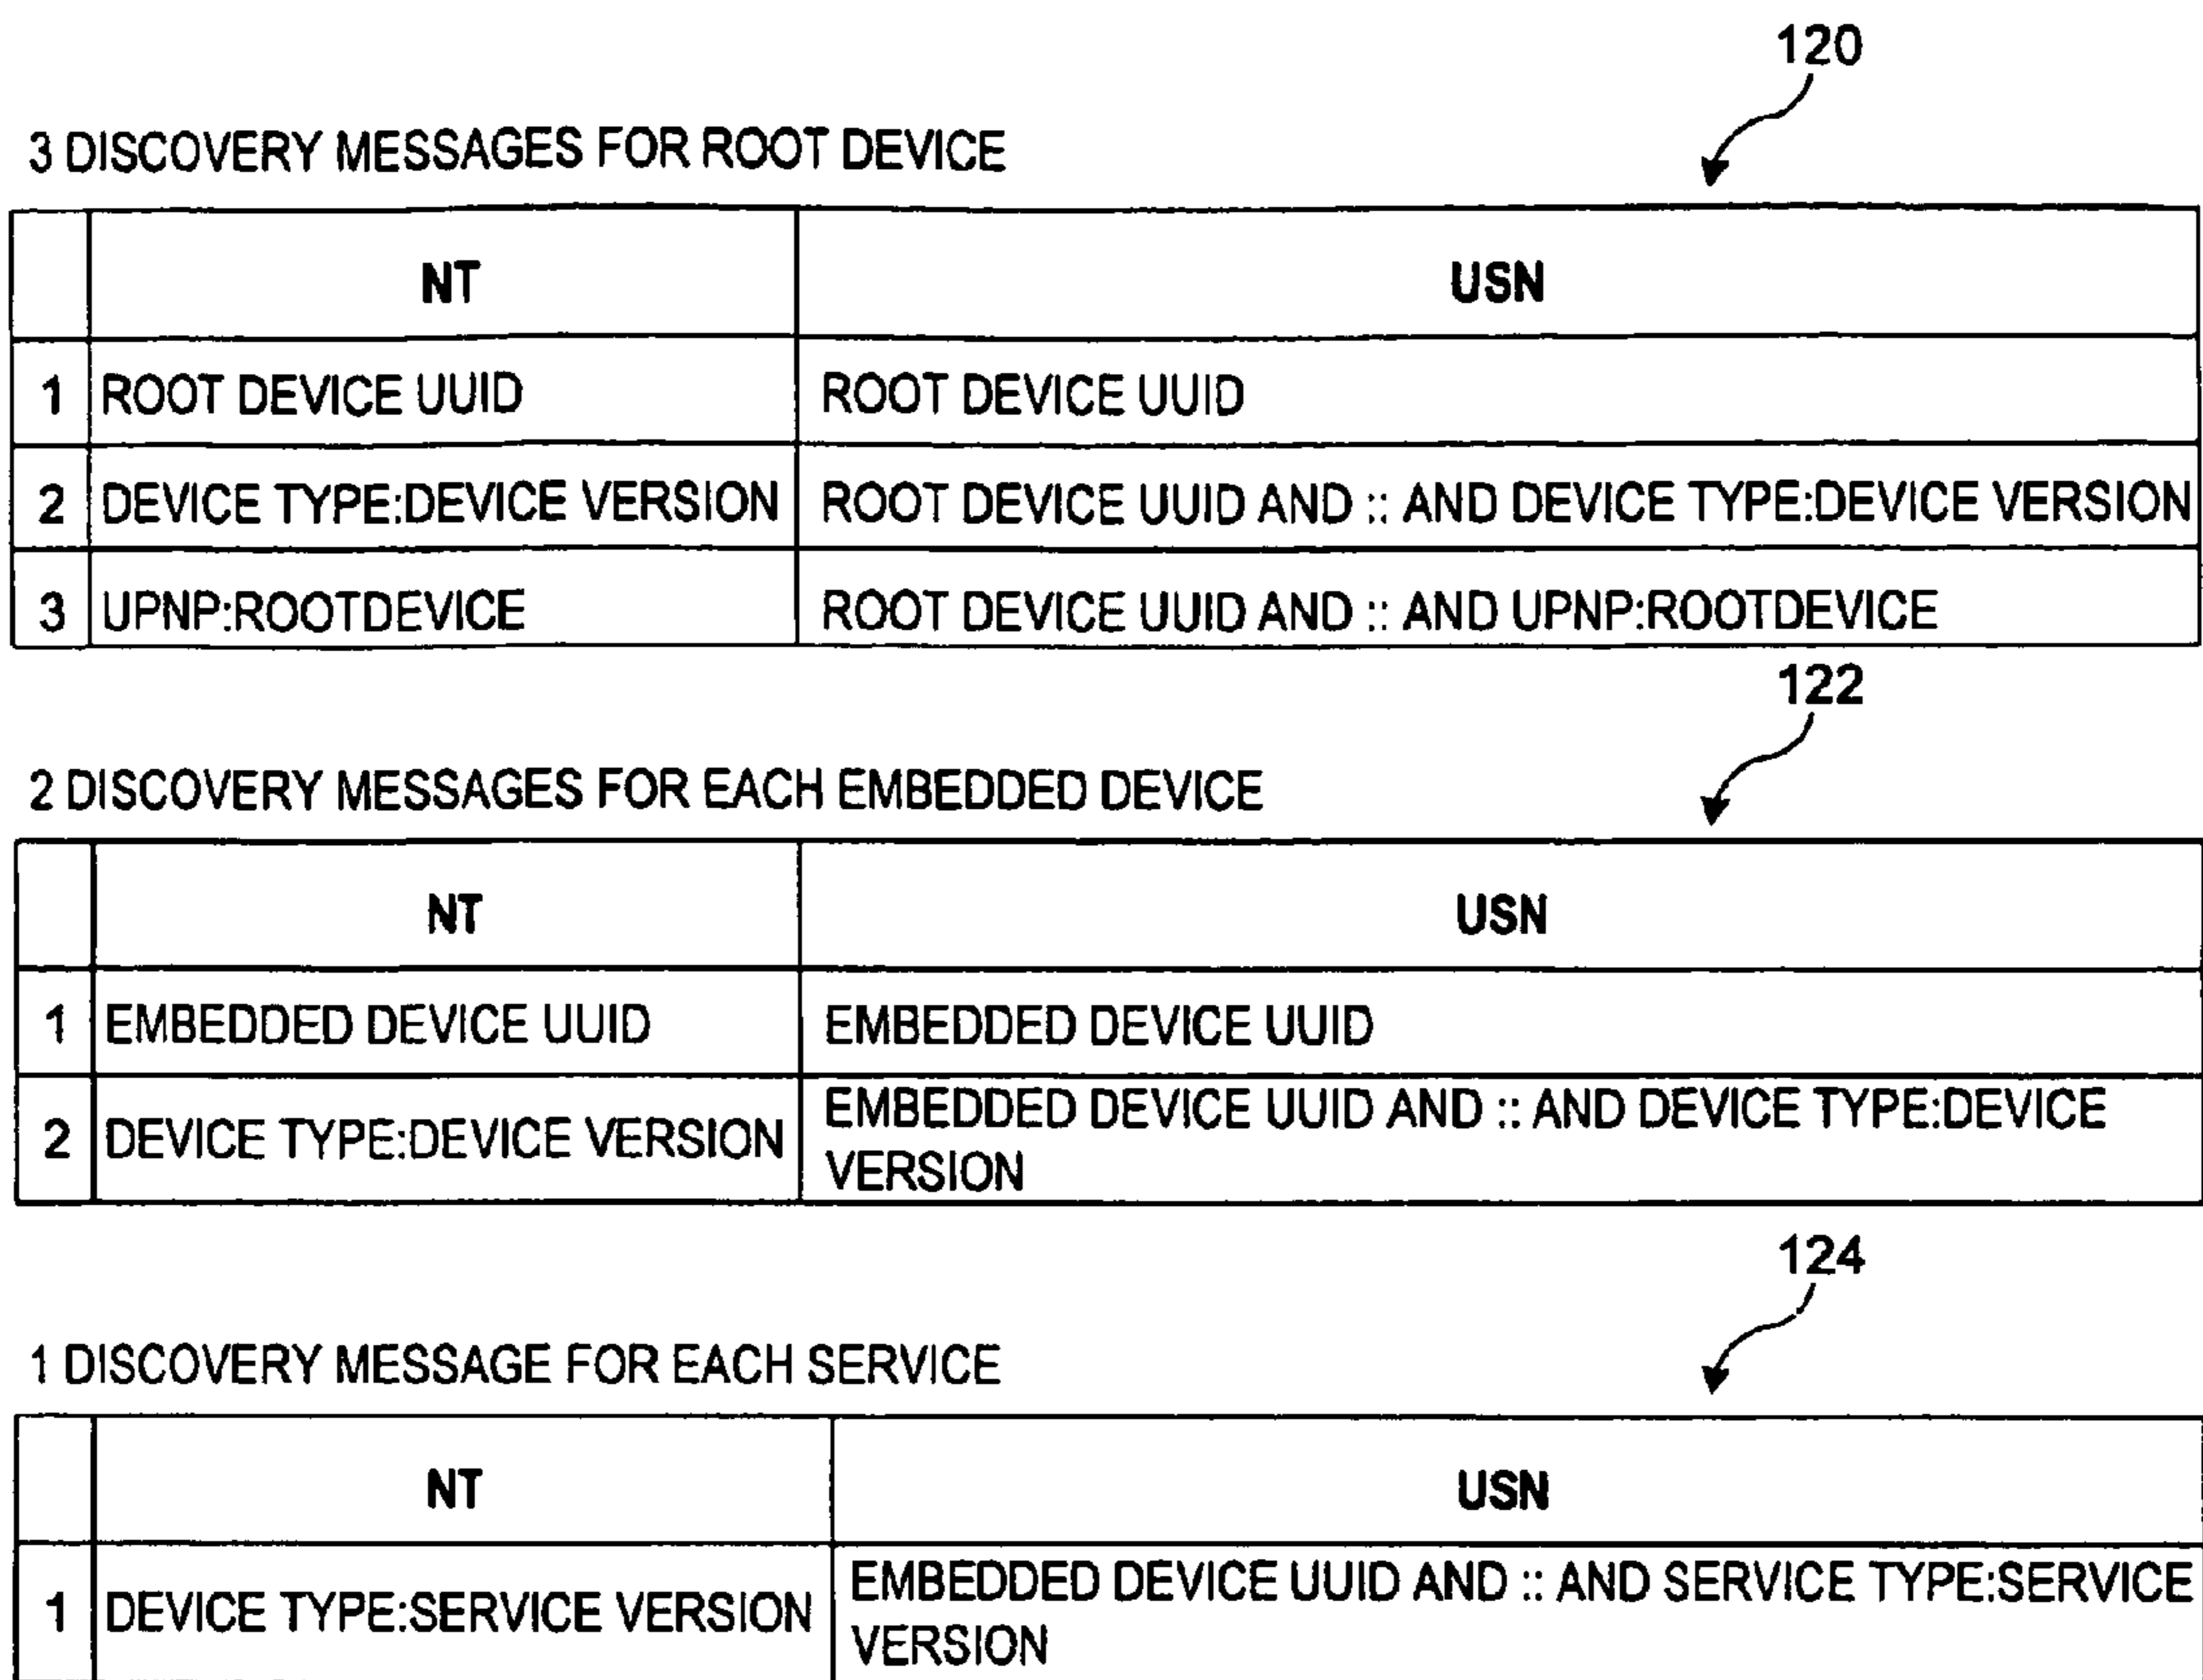 120
3 DISCOVERY MESSAGES FOR ROOT DEVICE
NT USN
1 ROOT DEVICE UUID ROOT DEVICE UUID
2 DEVICE TYPE:DEVICE VERSION ROOT DEVICE UUID AND :: AND DEVICE TYPE:DEVICE VERSION
3 UPNP:ROOTDEVICE ROOT DEVICE UUID AND :: AND UPNP:ROOTDEVICE
122
2 DISCOVERY MESSAGES FOR EACH EMBEDDED DEVICE
NT USN
1 EMBEDDED DEVICE UUID EMBEDDED DEVICE UUID
2 DEVICE TYPE:DEVICE VERSION EMBEDDED DEVICE UUID AND :: AND DEVICE TYPE:DEVICE
VERSION
124
1 DISCOVERY MESSAGE FOR EACH SERVICE
NT USN
1 DEVICE TYPE:SERVICE VERSION EMBEDDED DEVICE UUID AND :: AND SERVICE TYPE:SERVICE
VERSION